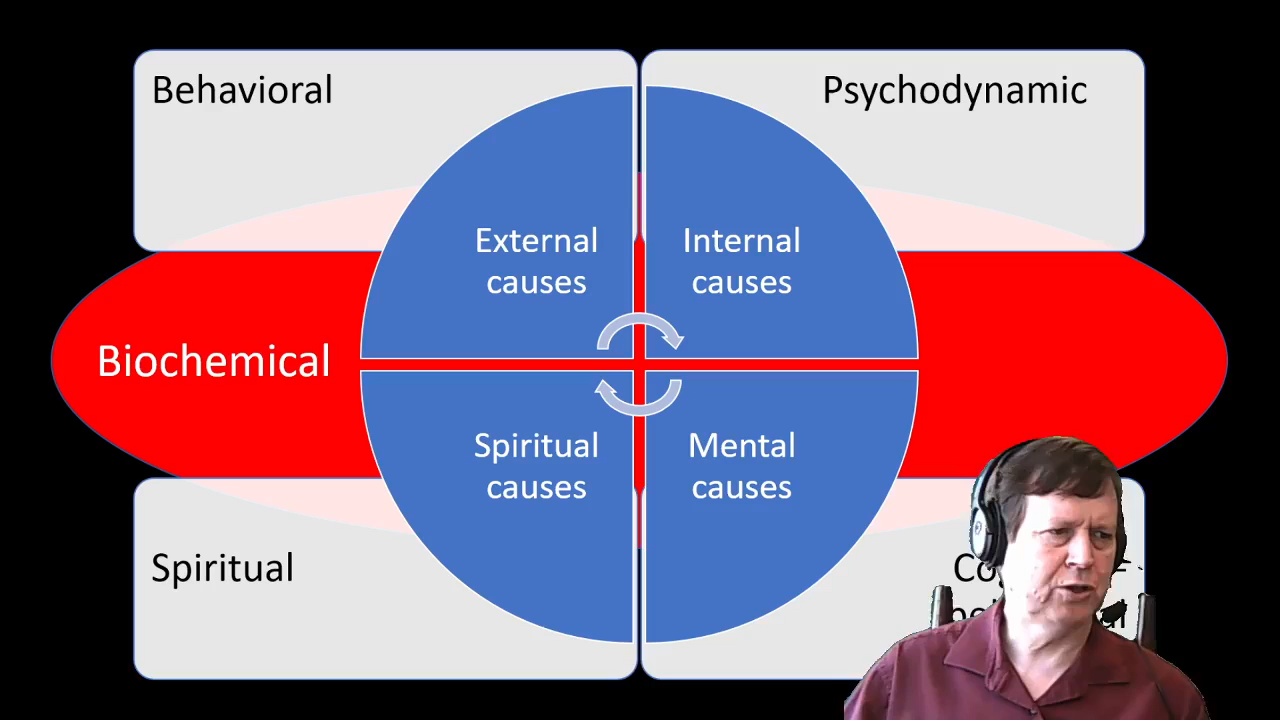 Behavioral
Psychodynamic
External
causes
Internal
causes
Biochemical
Spiritual
causes
Mental
causes
Spiritual